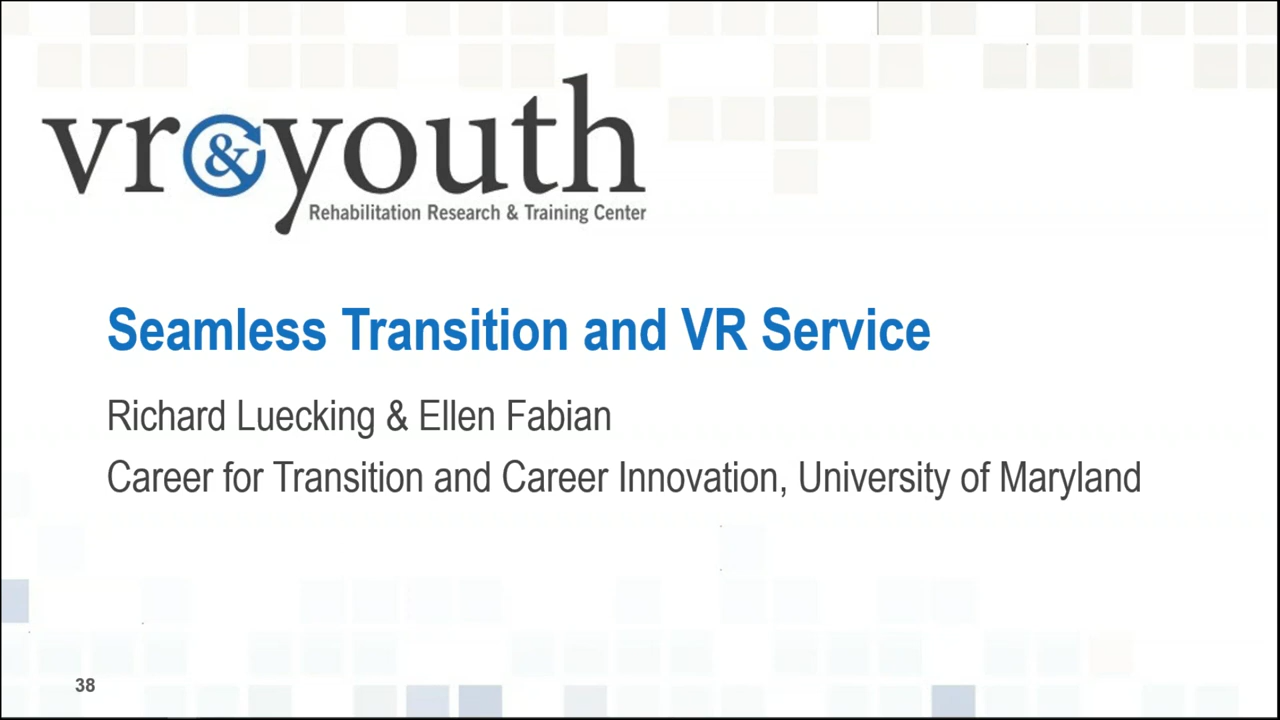 vr&youth
Rehabilitation Research & Training Center
Seamless Transition and VR Service
Richard Luecking & Ellen Fabian
Career for Transition and Career Innovation, University of Maryland
38